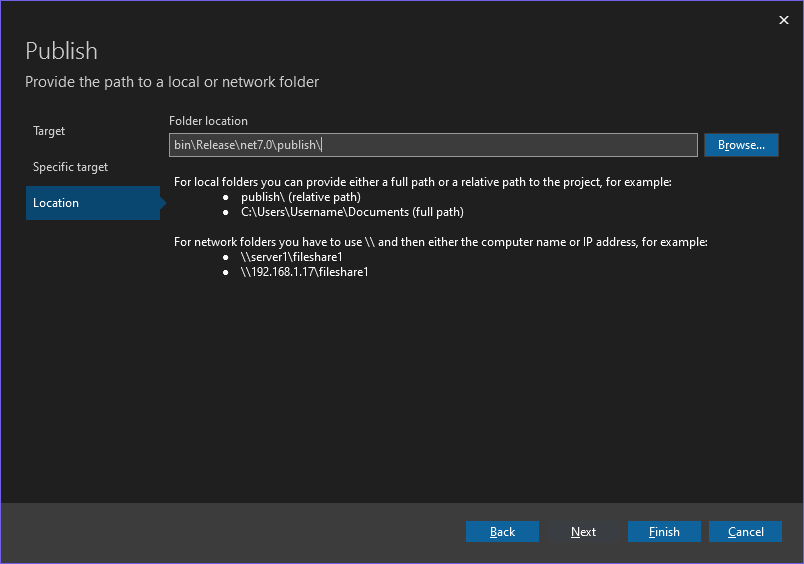 Publish
Provide the path to a local or network folder
Target
Specific target
Location
Folder location
bin\Release\net7.0\publish\
Browse...
For local folders you can provide either a full path or a relative path to the project, for example:
● publish\ (relative path)
● C:\Users\Username\Documents (full path)
For network folders you have to use \\ and then either the computer name or IP address, for example:
● \\server1\fileshare1
● \\192.168.1.17\fileshare1
Back Next Finish Cancel